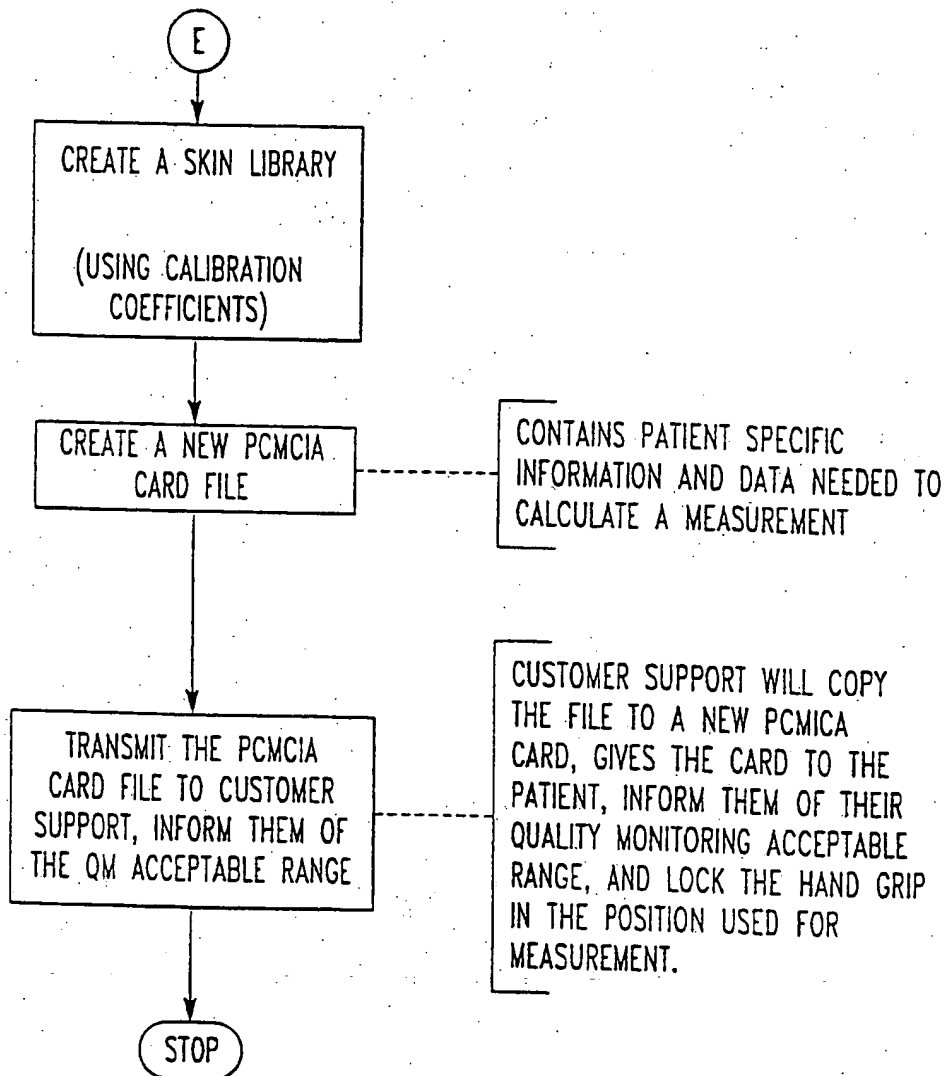 E
CREATE A SKIN LIBRARY
(USING CALIBRATION
COEFFICIENTS)
CREATE A NEW PCMCIA
CARD FILE
CONTAINS PATIENT SPECIFIC
INFORMATION AND DATA NEEDED TO
CALCULATE A MEASUREMENT
TRANSMIT THE PCMCIA
CARD FILE TO CUSTOMER
SUPPORT, INFORM THEM OF
THE QM ACCEPTABLE RANGE
CUSTOMER SUPPORT WILL COPY
THE FILE TO A NEW PCMICA
CARD, GIVES THE CARD TO THE
PATIENT, INFORM THEM OF THEIR
QUALITY MONITORING ACCEPTABLE
RANGE, AND LOCK THE HAND GRIP
IN THE POSITION USED FOR
MEASUREMENT.
STOP